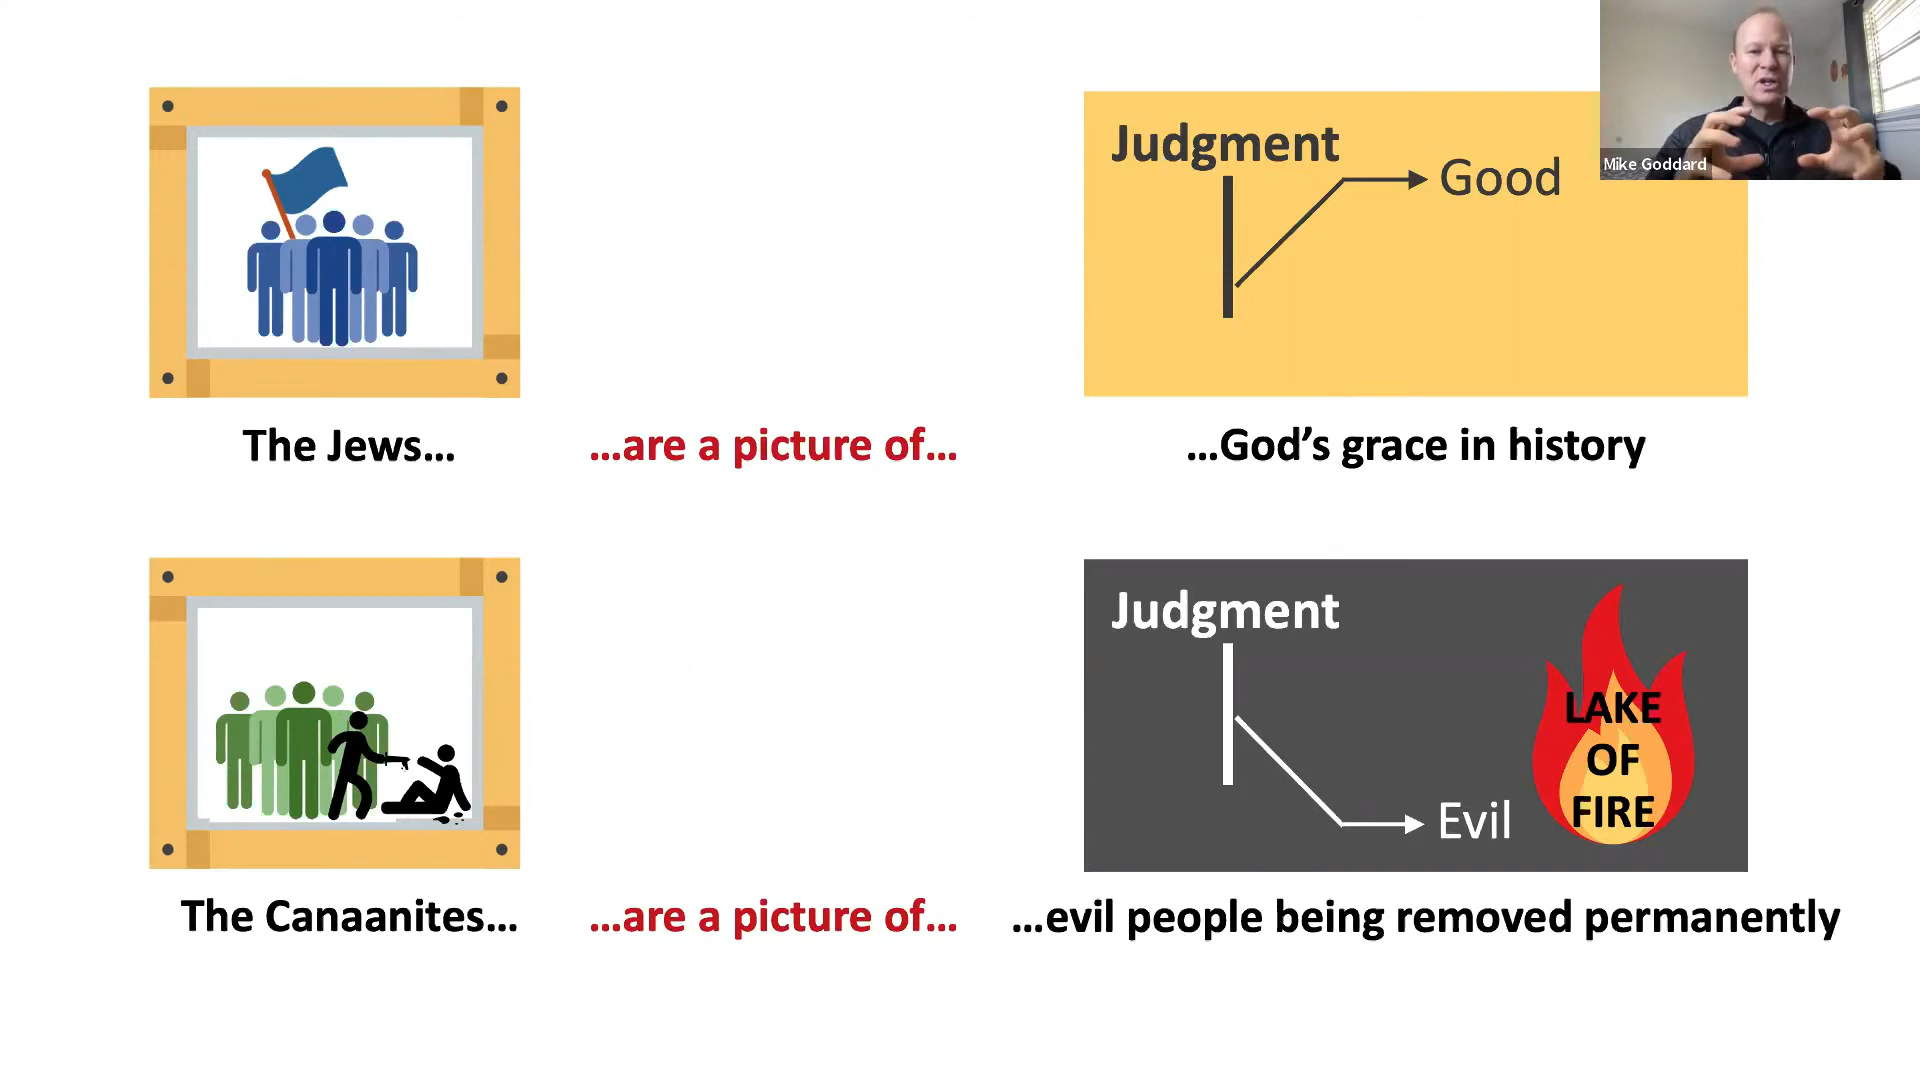 Judgment
Good
Mike Goddard
The Jews...
...are a picture of...
...God’s grace in history
Judgment
Evil
LAKE
OF
FIRE
The Canaanites...
...are a picture of...
...evil people being removed permanently